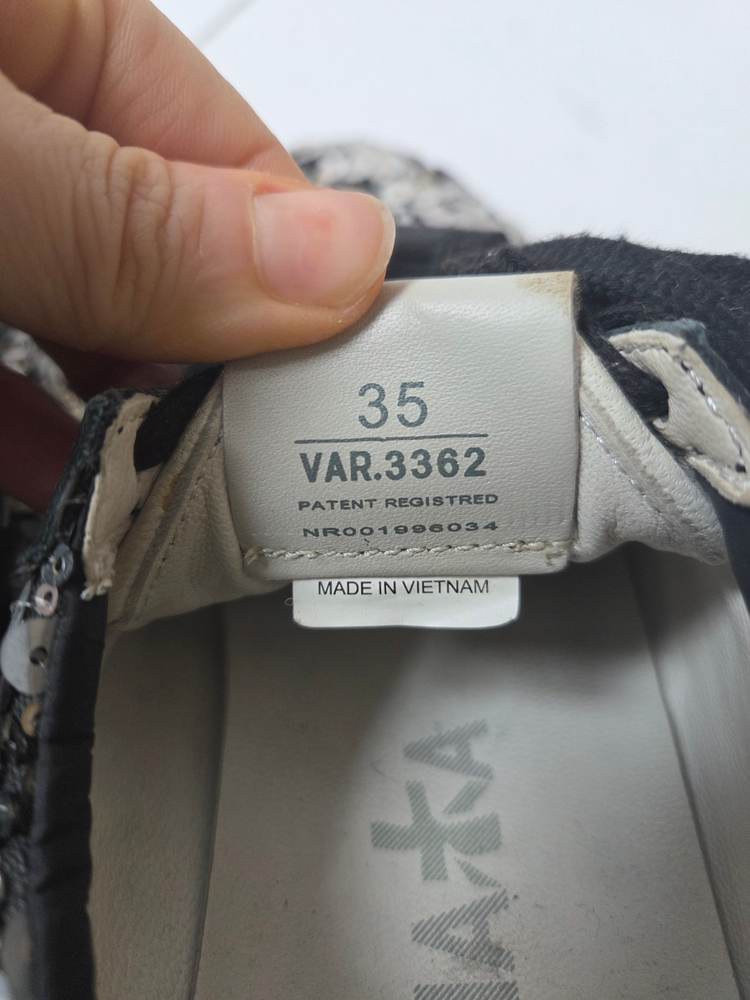 35
VAR.3362
PATENT REGISTRED
NR001996034
MADE IN VIETNAM